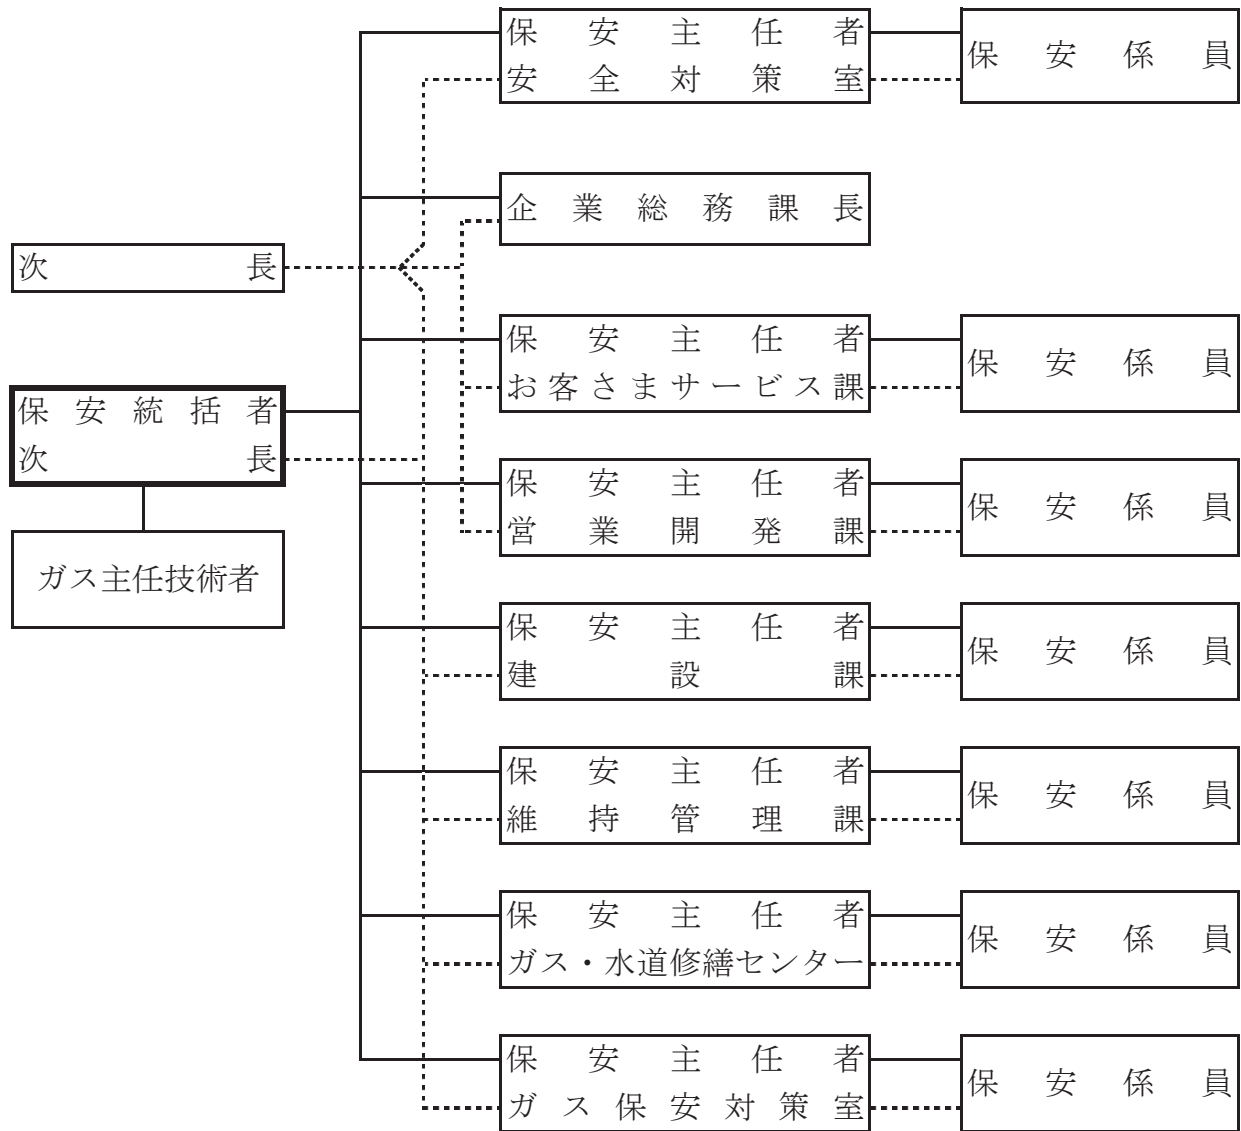 保安主任者
安全対策室
保安係員
企業総務課長
次長
保安主任者
お客さまサービス課
保安係員
保安統括者
次長
保安主任者
営業開発課
保安係員
ガス主任技術者
保安主任者
建設課
保安係員
保安主任者
維持管理課
保安係員
保安主任者
ガス・水道修繕センター
保安係員
保安主任者
ガス保安対策室
保安係員